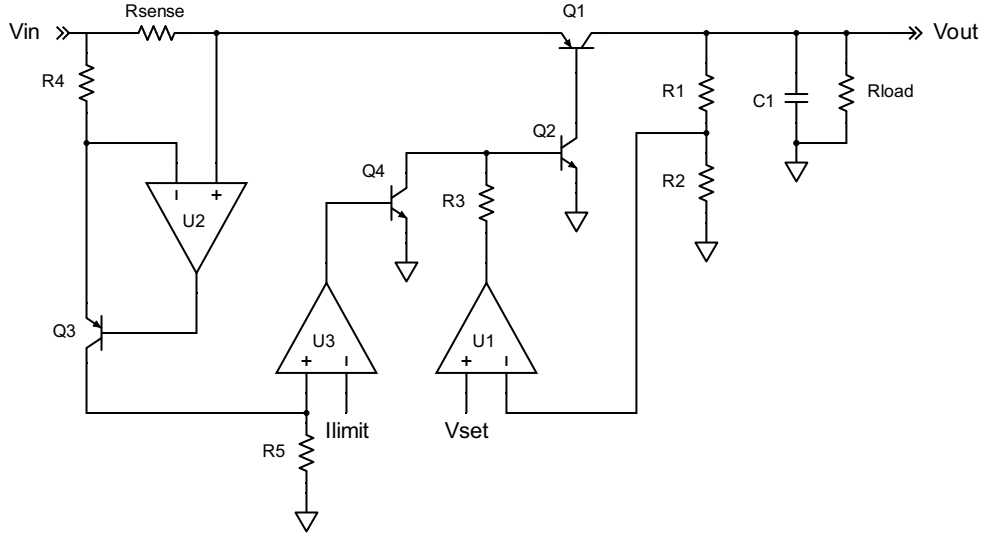 Rsense
Q1
Vin
Vout
R4
R1
C1
Rload
Q2
Q4
R3
R2
- +
U2
Q3
U3
U1
+ -
+ -
Ilimit
Vset
R5